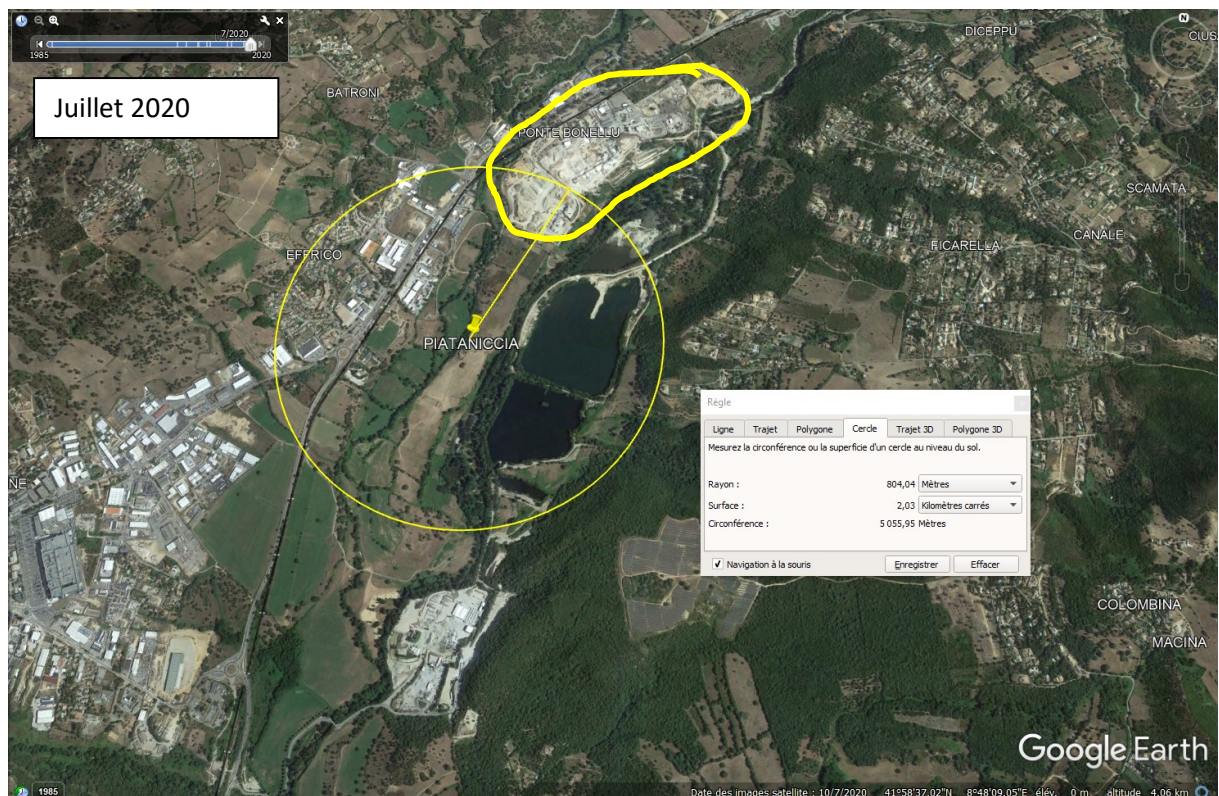 7/2020
1985
2020
Juillet 2020
N
DICEPPU
CIUS
BATRONI
PONTE BONELLU
SCAMATA
CANALE
FICARELLA
EFFRICO
PIATANICCIA
NE
Règle
Ligne Trajet Polygone Cercle Trajet 3D Polygone 3D
Mesurez la circonférence ou la superficie d'un cercle au niveau du sol.
Rayon : 804,04 Mètres
Surface : 2,03 Kilomètres carrés
Circonférence : 5 055,95 Mètres
Navigation à la souris Enregistrer Effacer
COLOMBINA
MACINA
Google Earth
1985
Date des images satellite : 10/7/2020 41°58'37.02"N 8°48'09.05"E élév. 0 m altitude 4.06 km